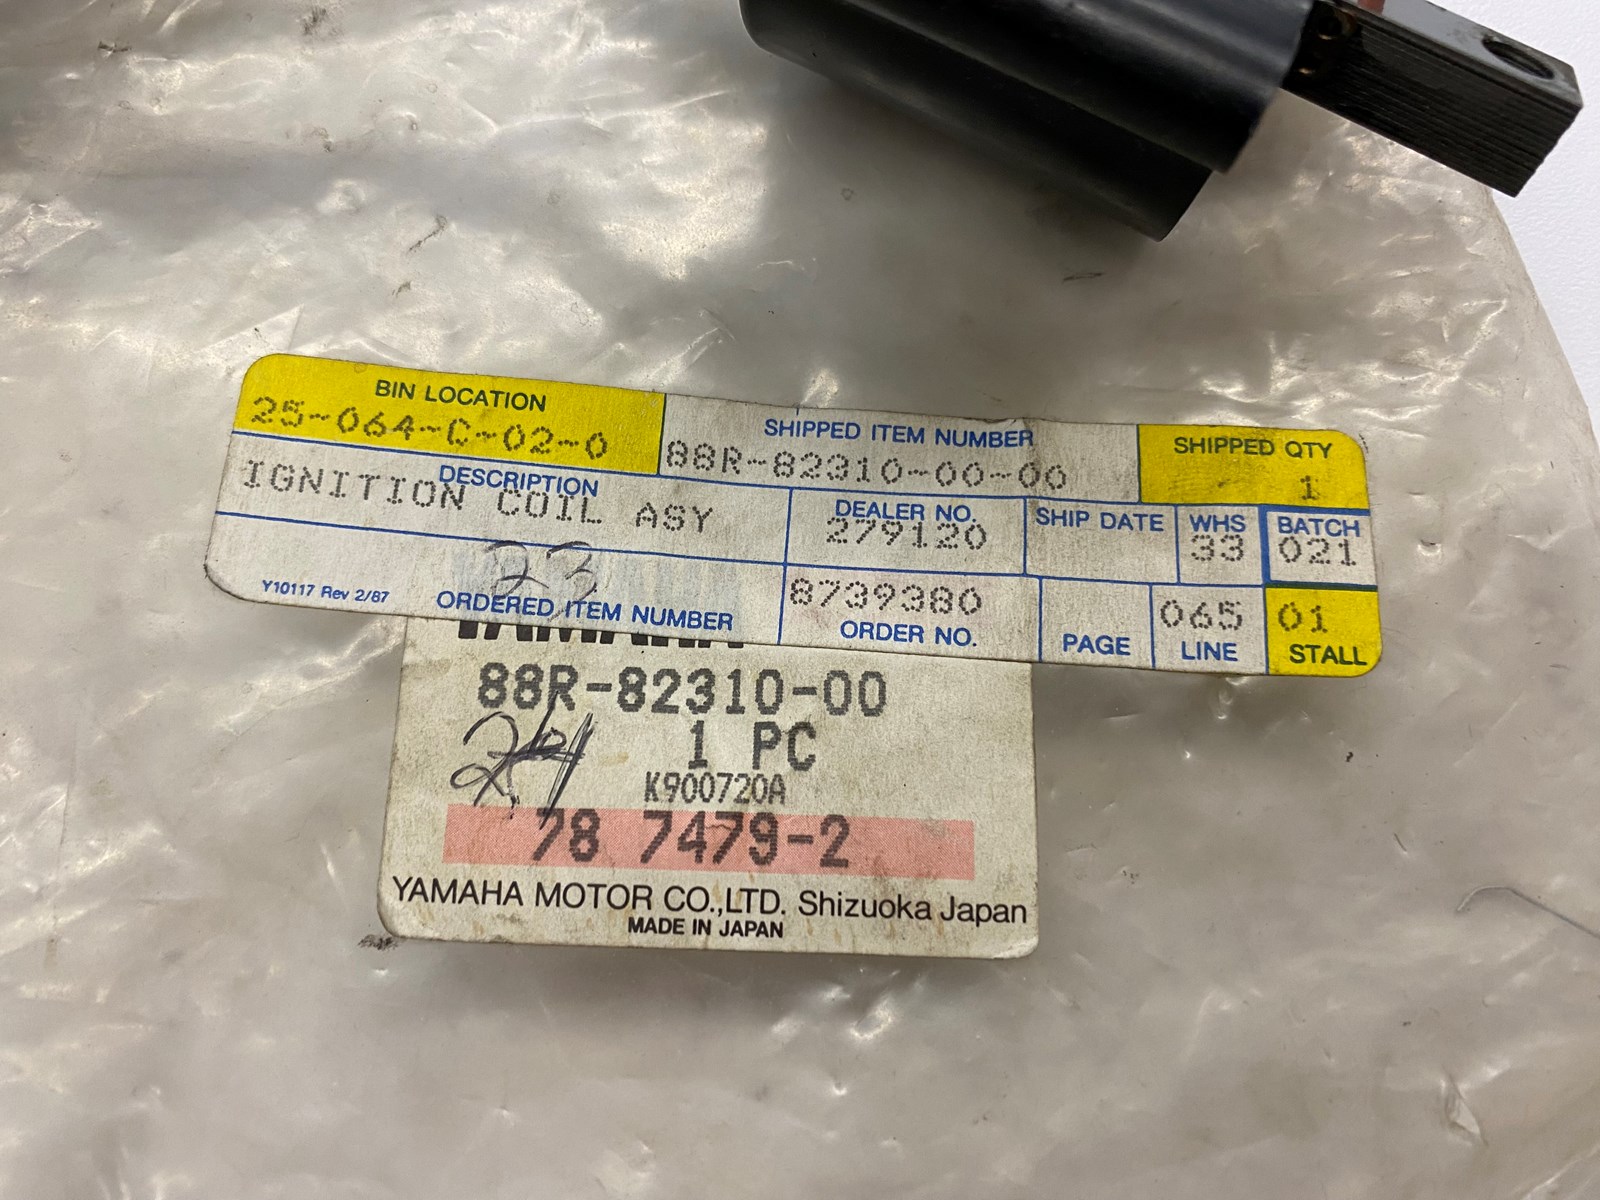 BIN LOCATION
25-064-C-02-0
SHIPPED ITEM NUMBER
88R-82310-00-00
SHIPPED QTY
1
DESCRIPTION
IGNITION COIL ASY
DEALER NO.
279120
SHIP DATE
WHS
33
BATCH
021
23
Y10117 Rev 2/87
ORDERED ITEM NUMBER
8739380
ORDER NO.
PAGE
065
LINE
01
STALL
YAMAHA
88R-82310-00
1 PC
K900720A
78 7479-2
YAMAHA MOTOR CO.,LTD. Shizuoka Japan
MADE IN JAPAN